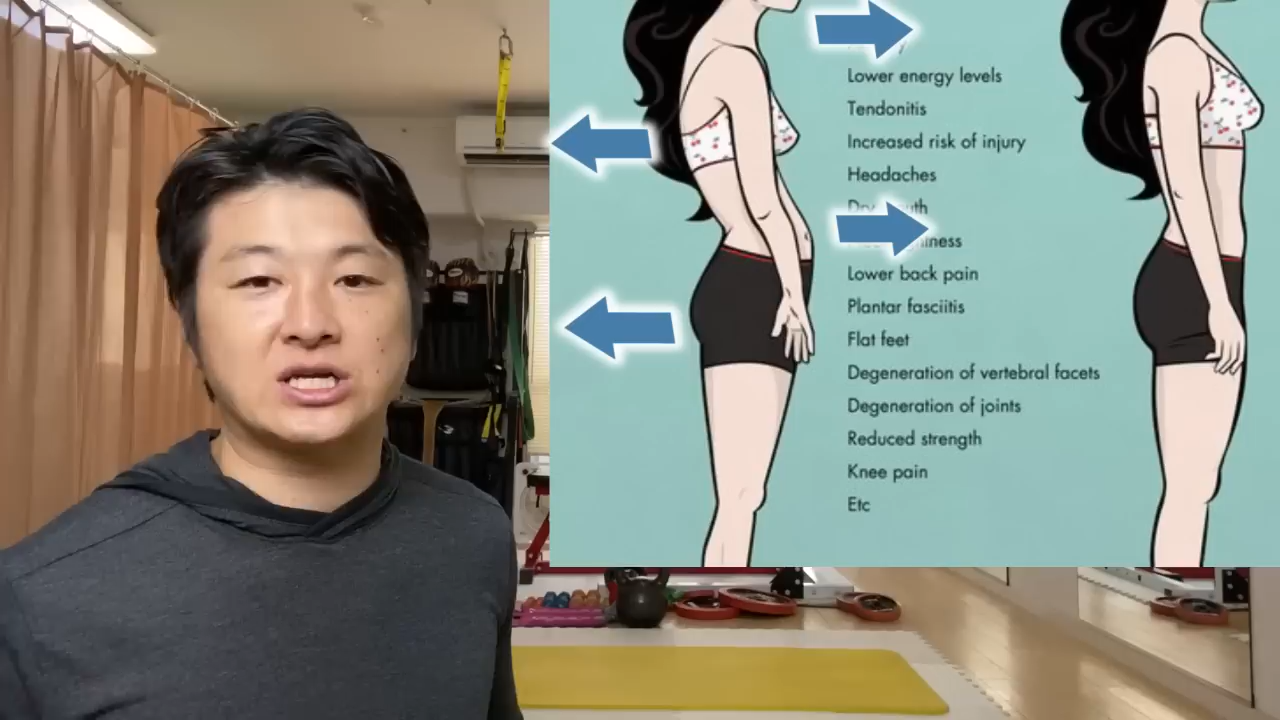 Lower energy levels
Tendonitis
Increased risk of injury
Headaches
Lower back pain
Plantar fasciitis
Flat feet
Degeneration of vertebral facets
Degeneration of joints
Reduced strength
Knee pain
Etc